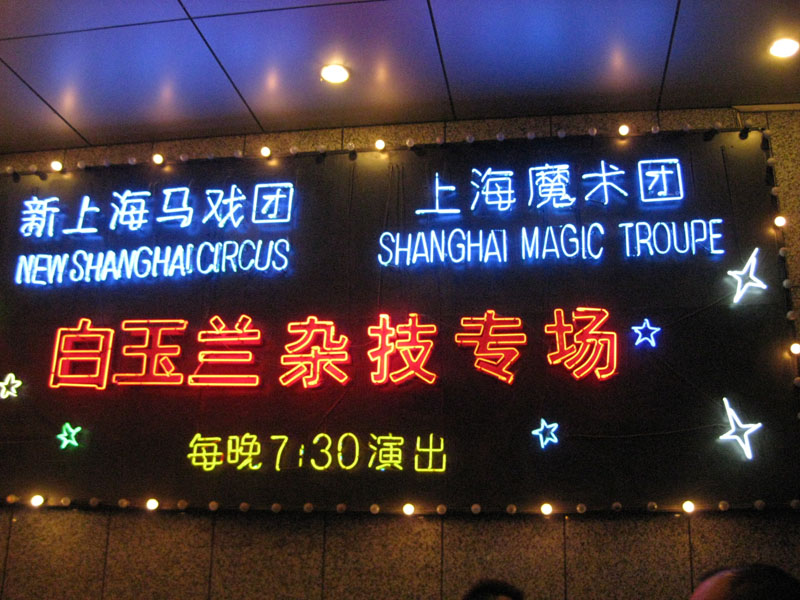 新上海马戏团
NEW SHANGHAI CIRCUS
上海魔术团
SHANGHAI MAGIC TROUPE
白玉兰杂技专场
每晚7:30演出